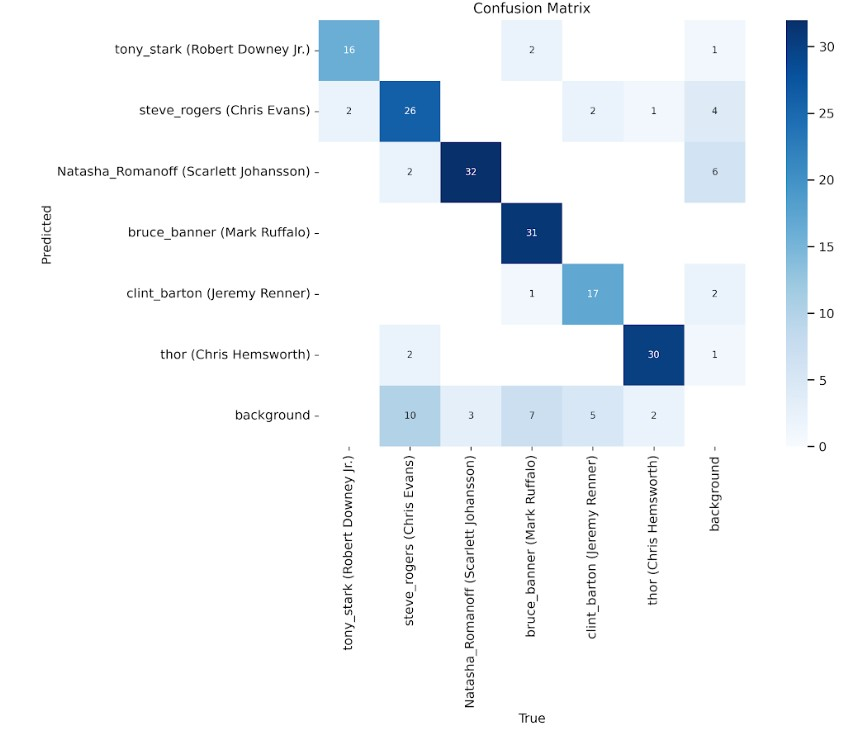 Confusion Matrix
tony_stark (Robert Downey Jr.) 16 2 1
steve_rogers (Chris Evans) 2 26 2 1 4
Natasha_Romanoff (Scarlett Johansson) 2 32 6
bruce_banner (Mark Ruffalo) 31
clint_barton (Jeremy Renner) 1 17 2
thor (Chris Hemsworth) 2 30 1
background 10 3 7 5 2
Predicted
tony_stark (Robert Downey Jr.)
steve_rogers (Chris Evans)
Natasha_Romanoff (Scarlett Johansson)
bruce_banner (Mark Ruffalo)
clint_barton (Jeremy Renner)
thor (Chris Hemsworth)
background
True
30
25
20
15
10
5
0